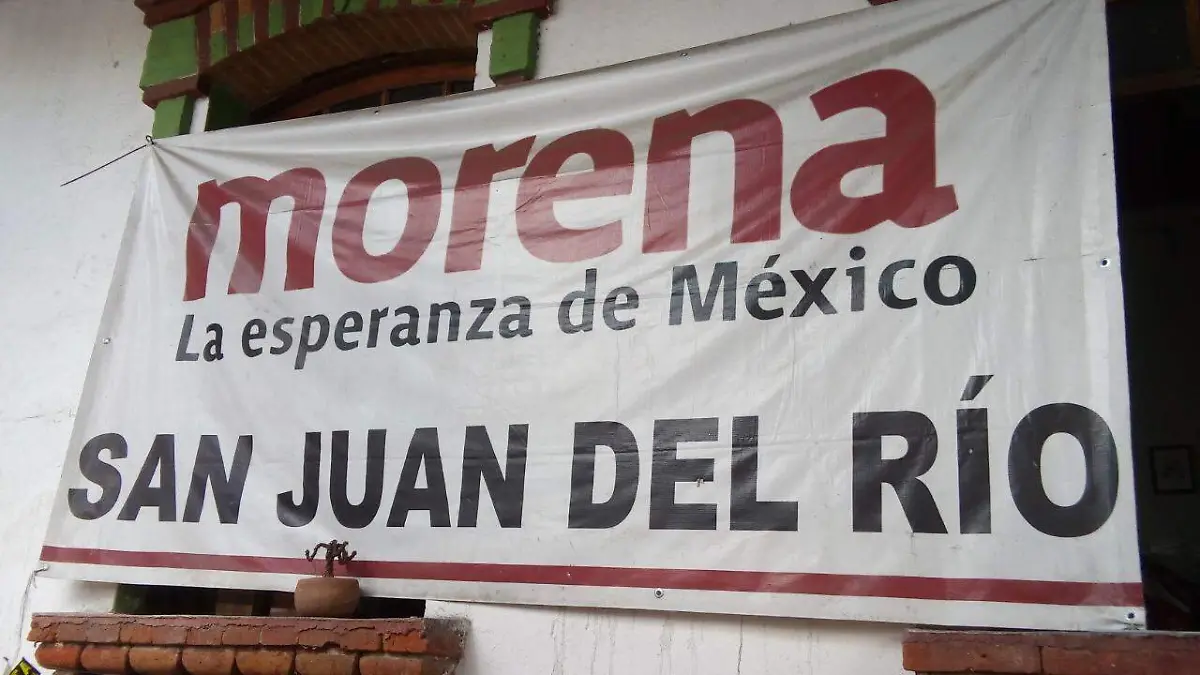 morena
La esperanza de México
SAN JUAN DEL RÍO